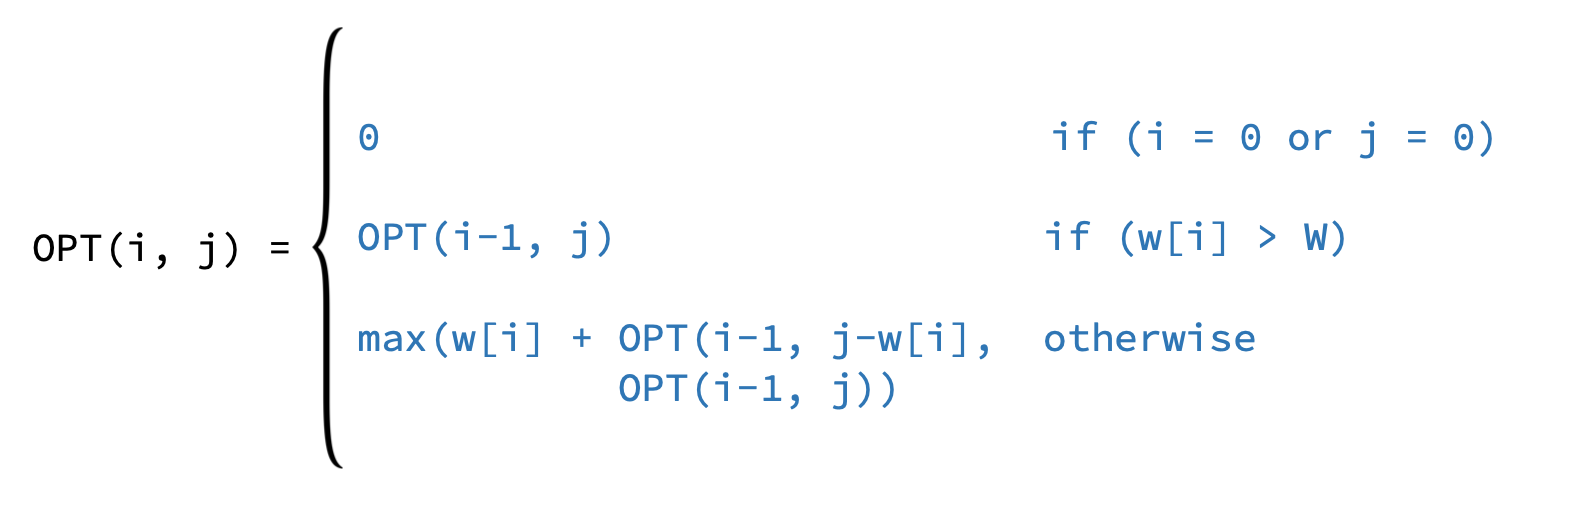 0 if (i = 0 or j = 0)
OPT(i, j) = OPT(i-1, j) if (w[i] > W)
max(w[i] + OPT(i-1, j-w[i], otherwise
OPT(i-1, j))